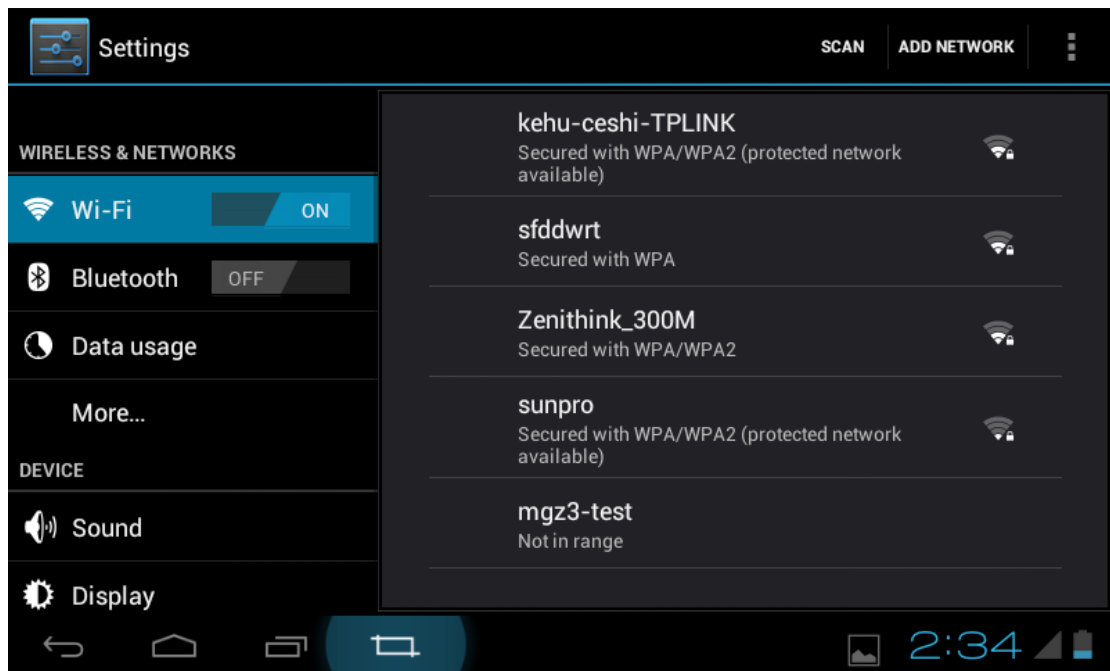 Settings
SCAN
ADD NETWORK
WIRELESS & NETWORKS
Wi-Fi
ON
Bluetooth
OFF
Data usage
More...
DEVICE
Sound
Display
kehu-ceshi-TPLINK
Secured with WPA/WPA2 (protected network
available)
sfddwrt
Secured with WPA
Zenithink_300M
Secured with WPA/WPA2
sunpro
Secured with WPA/WPA2 (protected network
available)
mgz3-test
Not in range
2:34